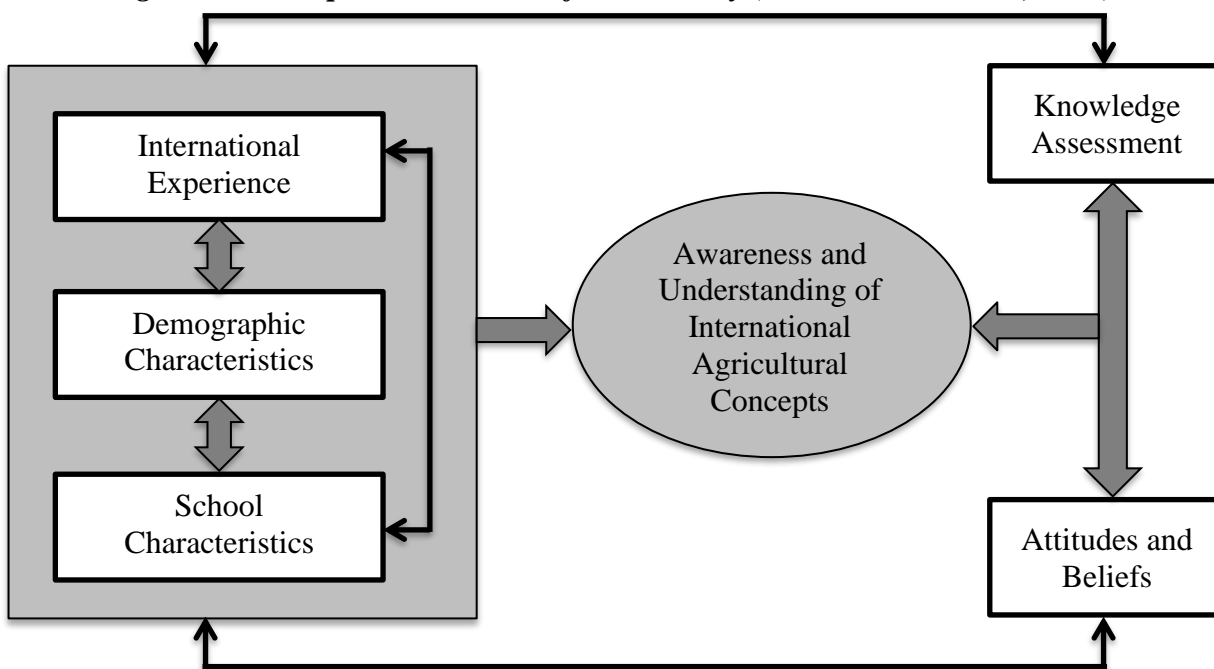 International
Experience
Demographic
Characteristics
School
Characteristics
Awareness and
Understanding of
International
Agricultural
Concepts
Knowledge
Assessment
Attitudes and
Beliefs